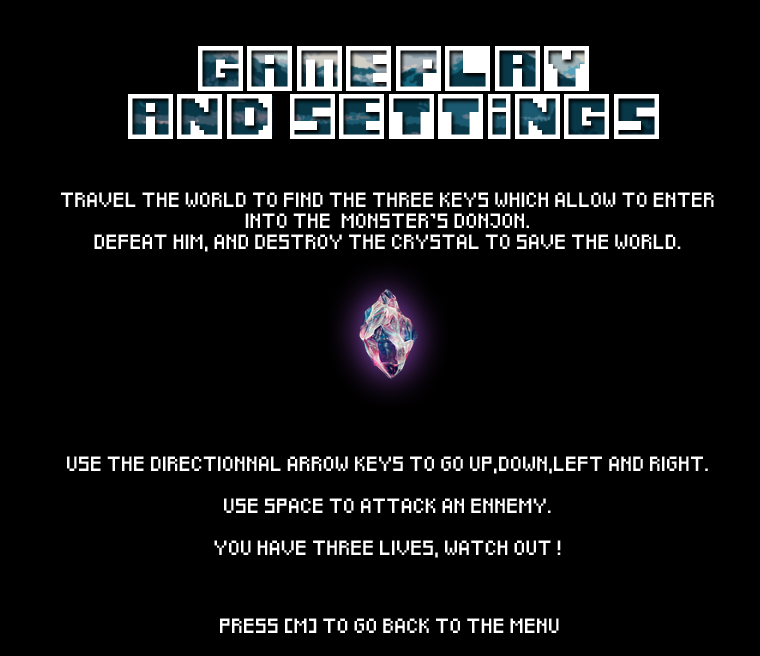 GAMEPLAY
AND SETTINGS
TRAVEL THE WORLD TO FIND THE THREE KEYS WHICH ALLOW TO ENTER
INTO THE MONSTER'S DONJON.
DEFEAT HIM, AND DESTROY THE CRYSTAL TO SAVE THE WORLD.
USE THE DIRECTIONNAL ARROW KEYS TO GO UP,DOWN,LEFT AND RIGHT.
USE SPACE TO ATTACK AN ENNEMY.
YOU HAVE THREE LIVES, WATCH OUT !
PRESS [M] TO GO BACK TO THE MENU